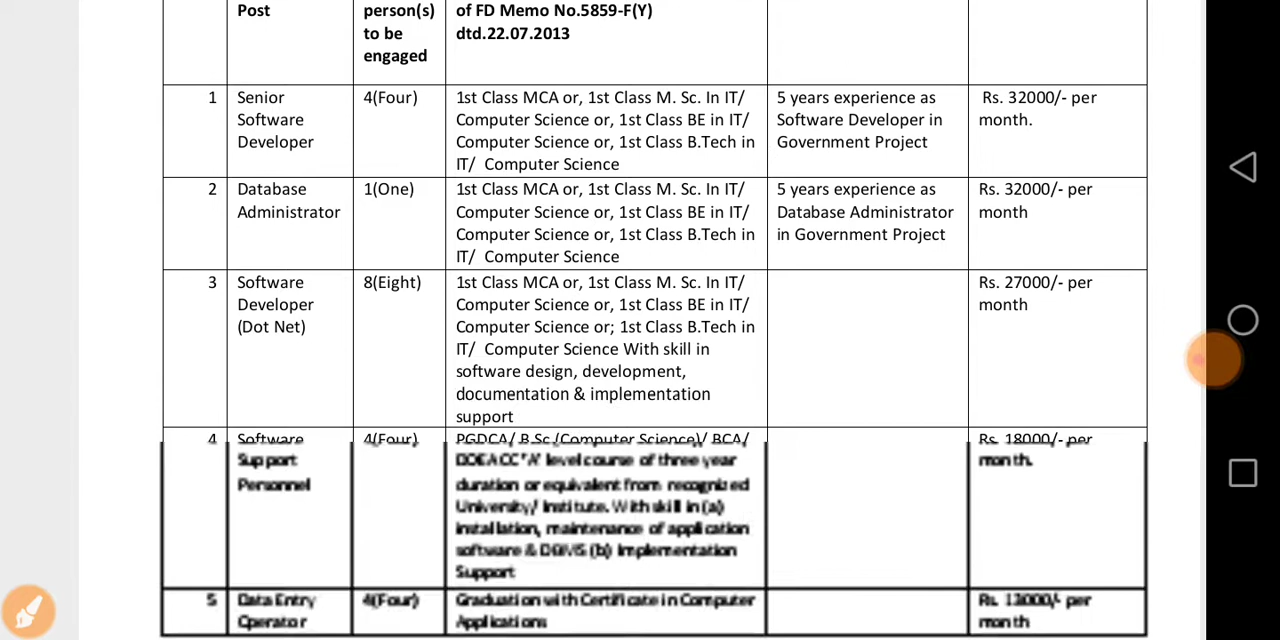 Post
person(s)
to be
engaged
of FD Memo No.5859-F(Y)
dtd.22.07.2013
1
Senior
Software
Developer
4(Four)
1st Class MCA or, 1st Class M. Sc. In IT/
Computer Science or, 1st Class BE in IT/
Computer Science or, 1st Class B.Tech in
IT/ Computer Science
5 years experience as
Software Developer in
Government Project
Rs. 32000/- per
month.
2
Database
Administrator
1(One)
1st Class MCA or, 1st Class M. Sc. In IT/
Computer Science or, 1st Class BE in IT/
Computer Science or, 1st Class B.Tech in
IT/ Computer Science
5 years experience as
Database Administrator
in Government Project
Rs. 32000/- per
month
3
Software
Developer
(Dot Net)
8(Eight)
1st Class MCA or, 1st Class M. Sc. In IT/
Computer Science or, 1st Class BE in IT/
Computer Science or; 1st Class B.Tech in
IT/ Computer Science With skill in
software design, development,
documentation & implementation
support
Rs. 27000/- per
month
4
Software
Support
Personnel
4(Four)
PGDCA/ B.Sc.(Computer Science)/ BCA/
DOEACC "A" level course of three year
duration or equivalent from recognized
University/ Institute. With skill in (a)
installation, maintenance of application
software & DBMS (b) Implementation
Support
Rs. 18000/- per
month.
5
Data Entry
Operator
4(Four)
Graduation with Certificate in Computer
Applications
Rs. 13000/- per
month